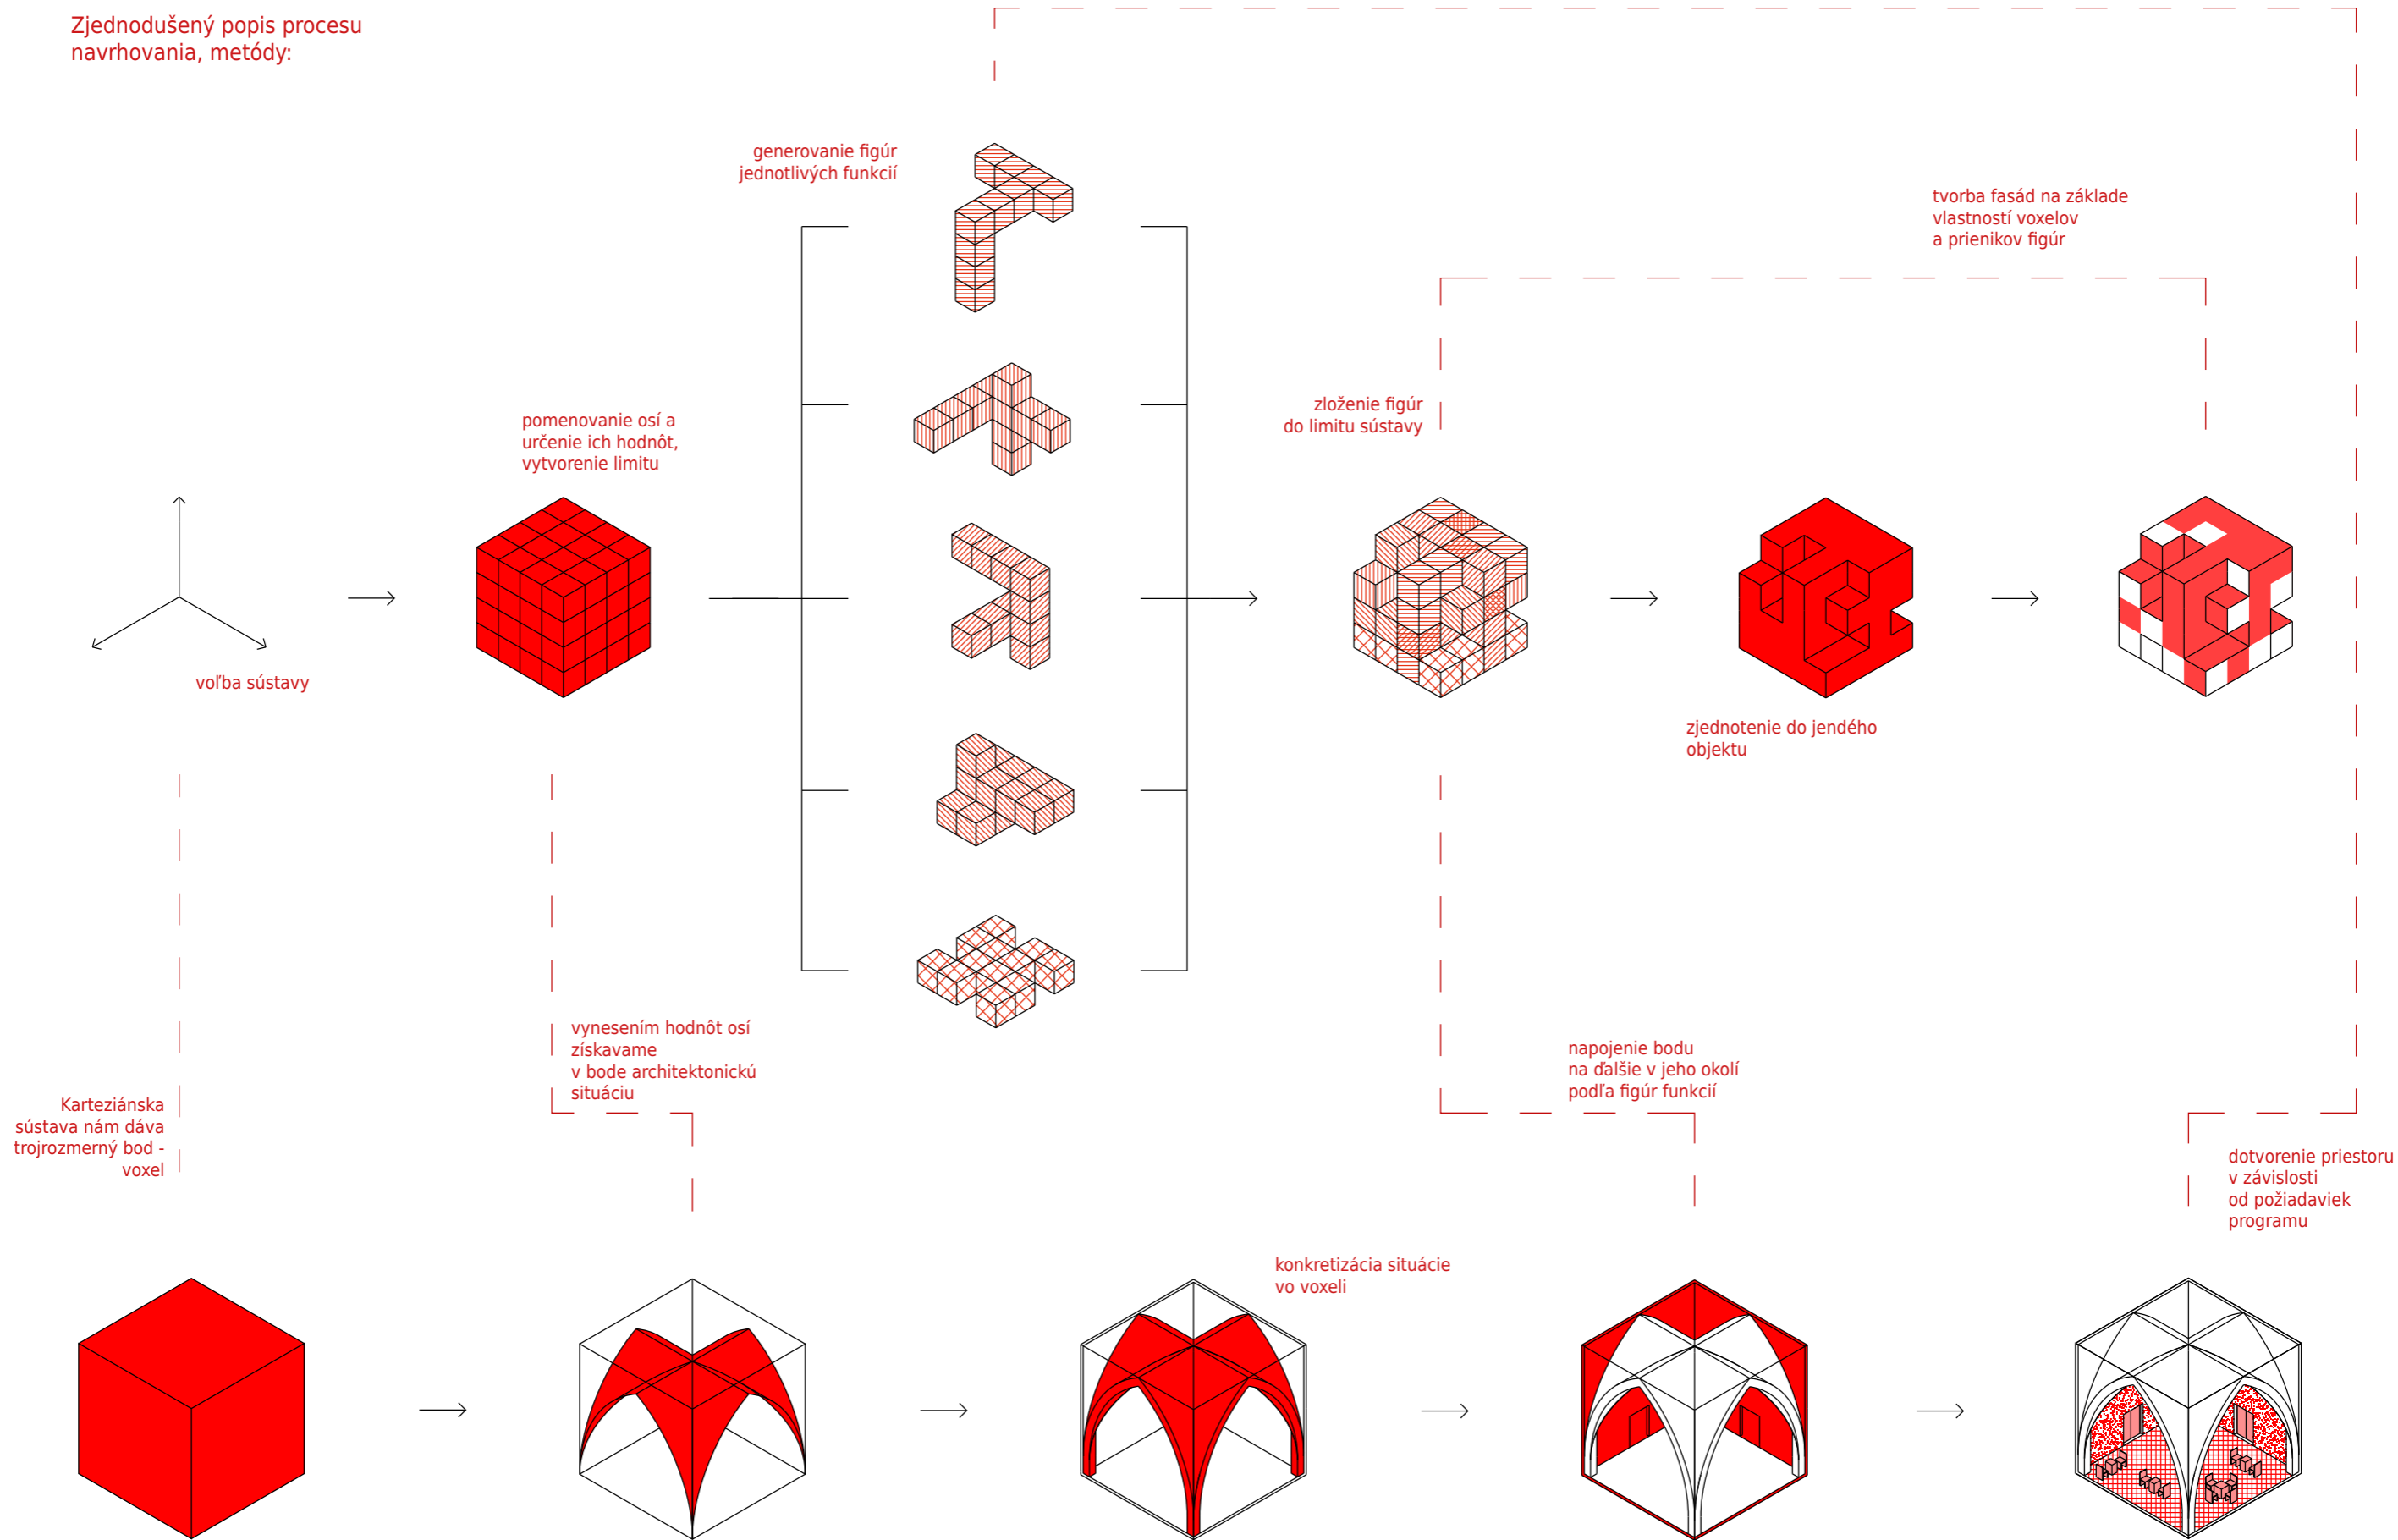 Zjednodušený popis procesu
navrhovania, metódy:
generovanie figúr
jednotlivých funkcií
tvorba fasád na základe
vlastností voxelov
a prienikov figúr
pomenovanie osí a
určenie ich hodnôt,
vytvorenie limitu
zloženie figúr
do limitu sústavy
voľba sústavy
zjednotenie do jendého
objektu
vynesením hodnôt osí
získavame
v bode architektonickú
situáciu
napojenie bodu
na ďalšie v jeho okolí
podľa figúr funkcií
Karteziánska
sústava nám dáva
trojrozmerný bod -
voxel
dotvorenie priestoru
v závislosti
od požiadaviek
programu
konkretizácia situácie
vo voxeli